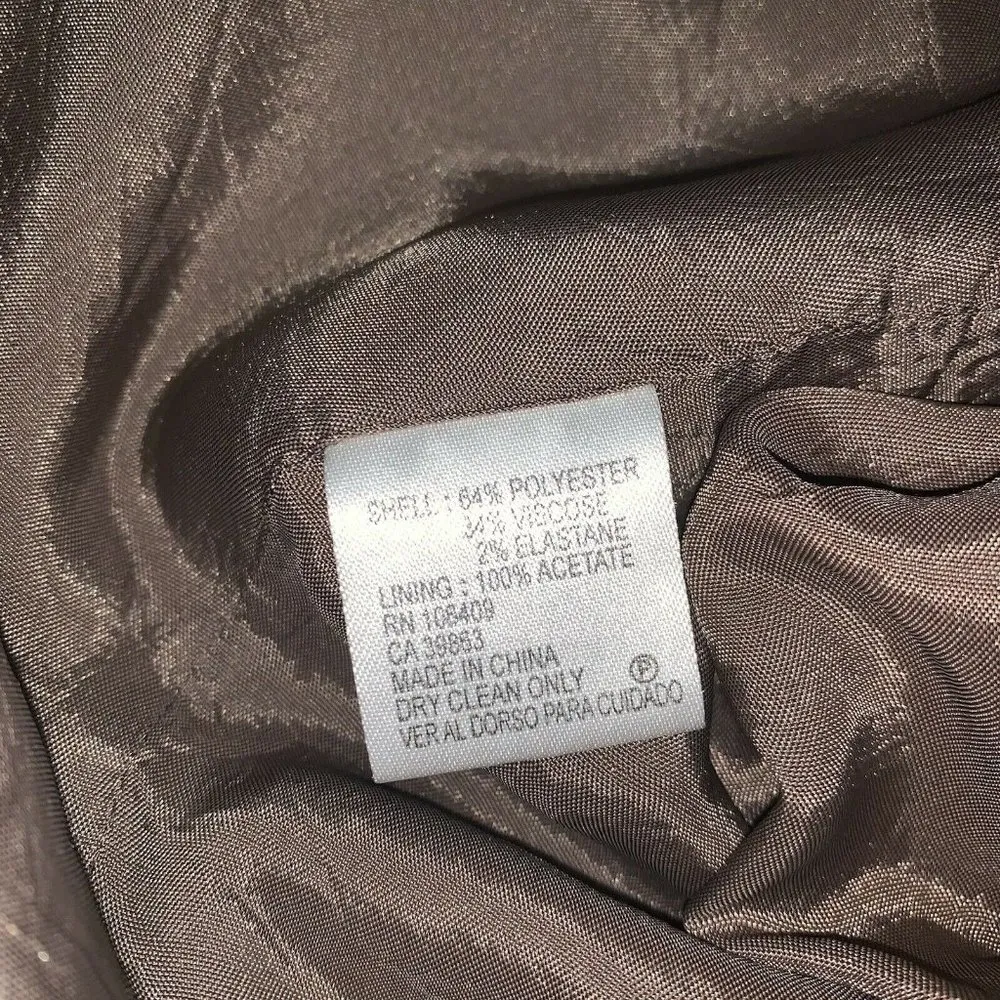 SHELL : 64% POLYESTER
34% VISCOSE
2% ELASTANE
LINING : 100% ACETATE
RN 108409
CA 39863
MADE IN CHINA
DRY CLEAN ONLY Ⓟ
VER AL DORSO PARA CUIDADO